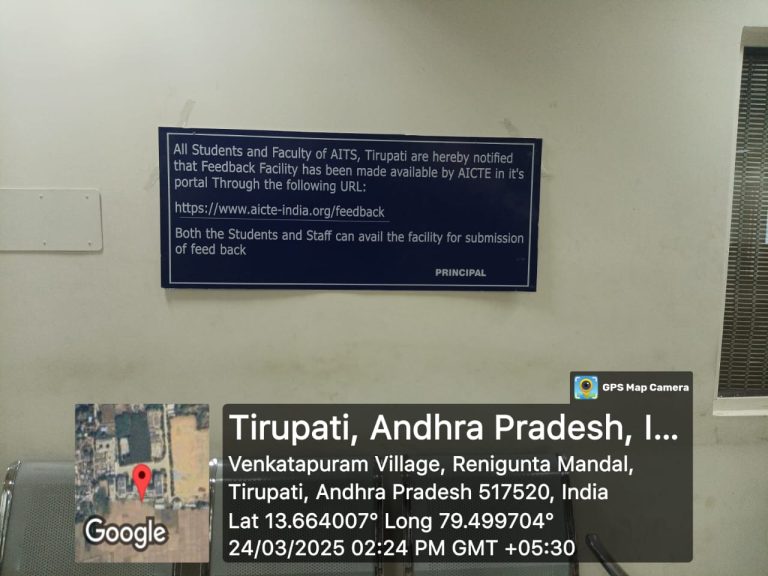 All Students and Faculty of AITS, Tirupati are hereby notified
that Feedback Facility has been made available by AICTE in it's
portal Through the following URL:
https://www.aicte-india.org/feedback
Both the Students and Staff can avail the facility for submission
of feed back
PRINCIPAL
GPS Map Camera
Tirupati, Andhra Pradesh, I...
Venkatapuram Village, Renigunta Mandal,
Tirupati, Andhra Pradesh 517520, India
Lat 13.664007° Long 79.499704°
24/03/2025 02:24 PM GMT +05:30
Google